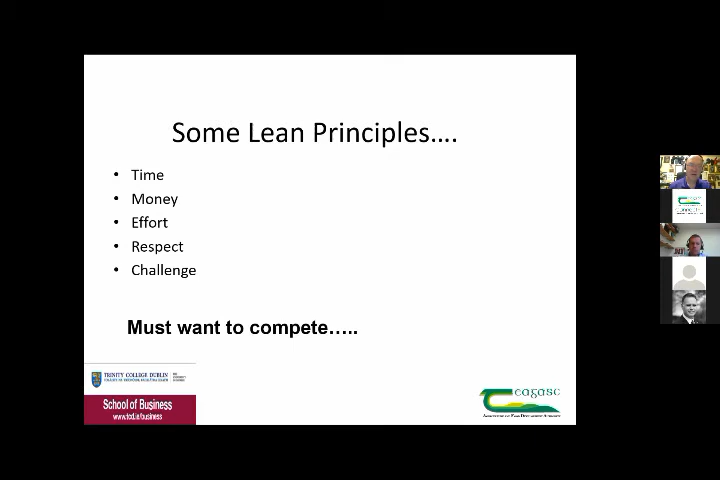 Some Lean Principles....
• Time
• Money
• Effort
• Respect
• Challenge
Must want to compete.....
TRINITY COLLEGE DUBLIN
School of Business
www.tcd.ie/business
Teagasc